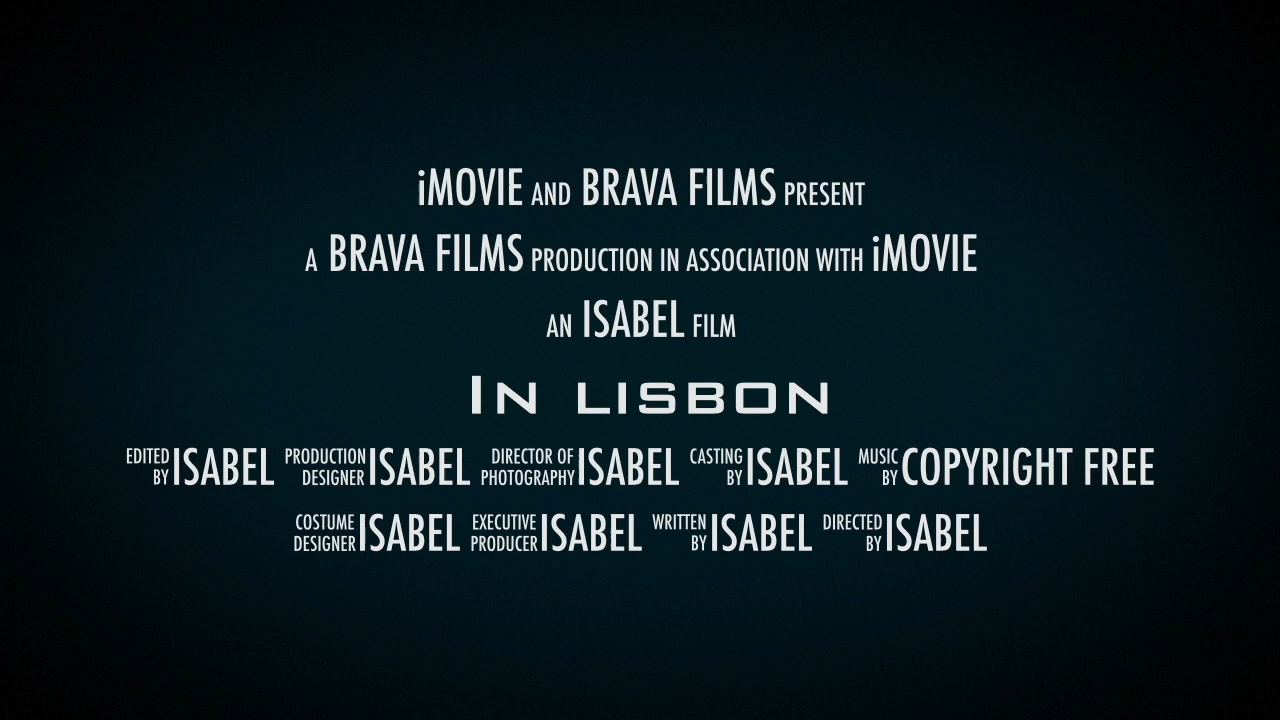 iMOVIE AND BRAVA FILMS PRESENT
A BRAVA FILMS PRODUCTION IN ASSOCIATION WITH iMOVIE
AN ISABEL FILM
IN LISBON
EDITED BY ISABEL PRODUCTION DESIGNER ISABEL DIRECTOR OF PHOTOGRAPHY ISABEL CASTING BY ISABEL MUSIC BY COPYRIGHT FREE
COSTUME DESIGNER ISABEL EXECUTIVE PRODUCER ISABEL WRITTEN BY ISABEL DIRECTED BY ISABEL